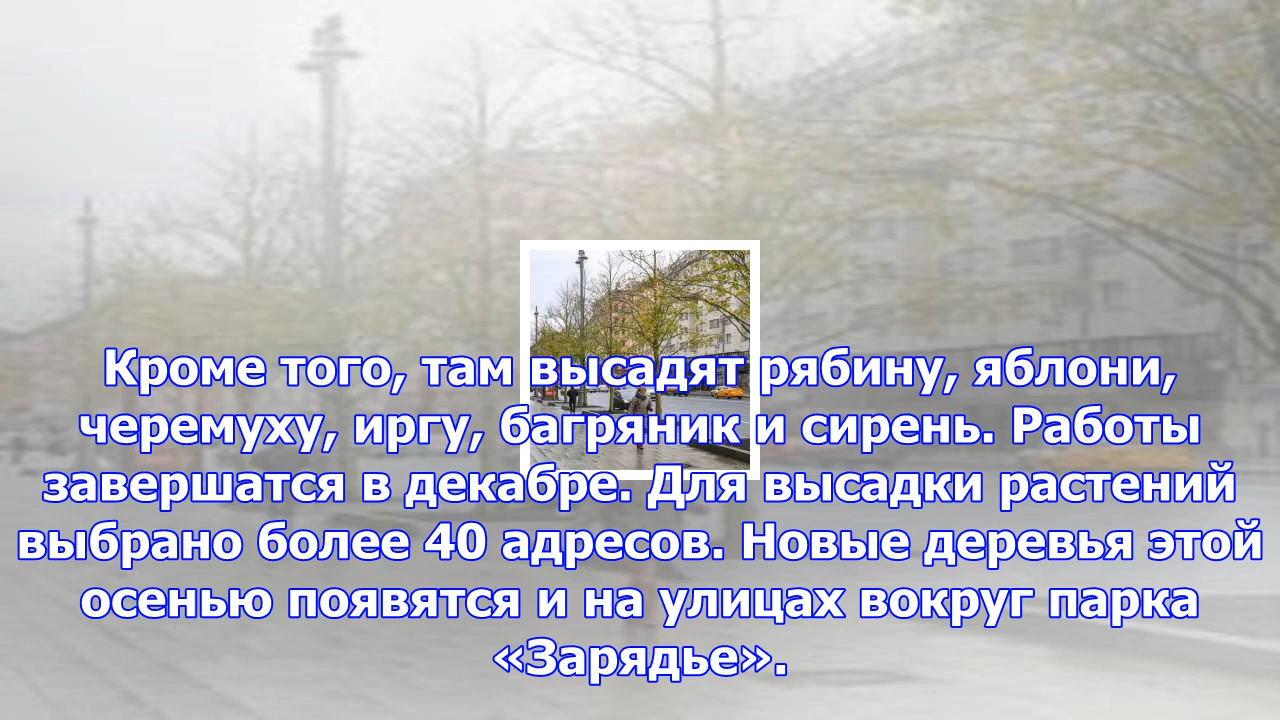 Кроме того, там высадят рябину, яблони,
черемуху, иргу, багряник и сирень. Работы
завершатся в декабре. Для высадки растений
выбрано более 40 адресов. Новые деревья этой
осенью появятся и на улицах вокруг парка
«Зарядье».